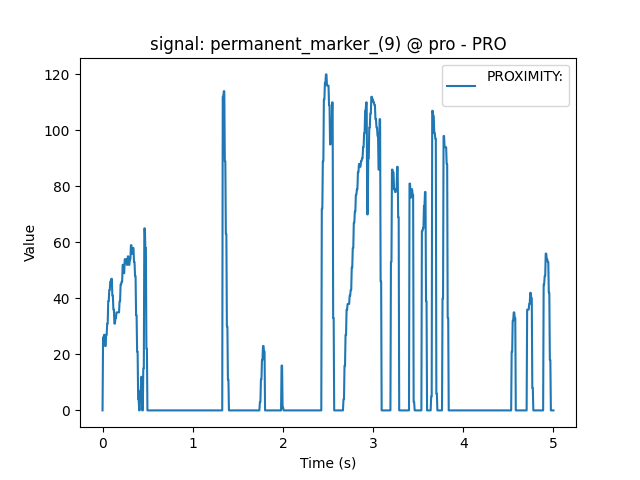 signal: permanent_marker_(9) @ pro - PRO
PROXIMITY:
Value
120
100
80
60
40
20
0
0 1 2 3 4 5
Time (s)